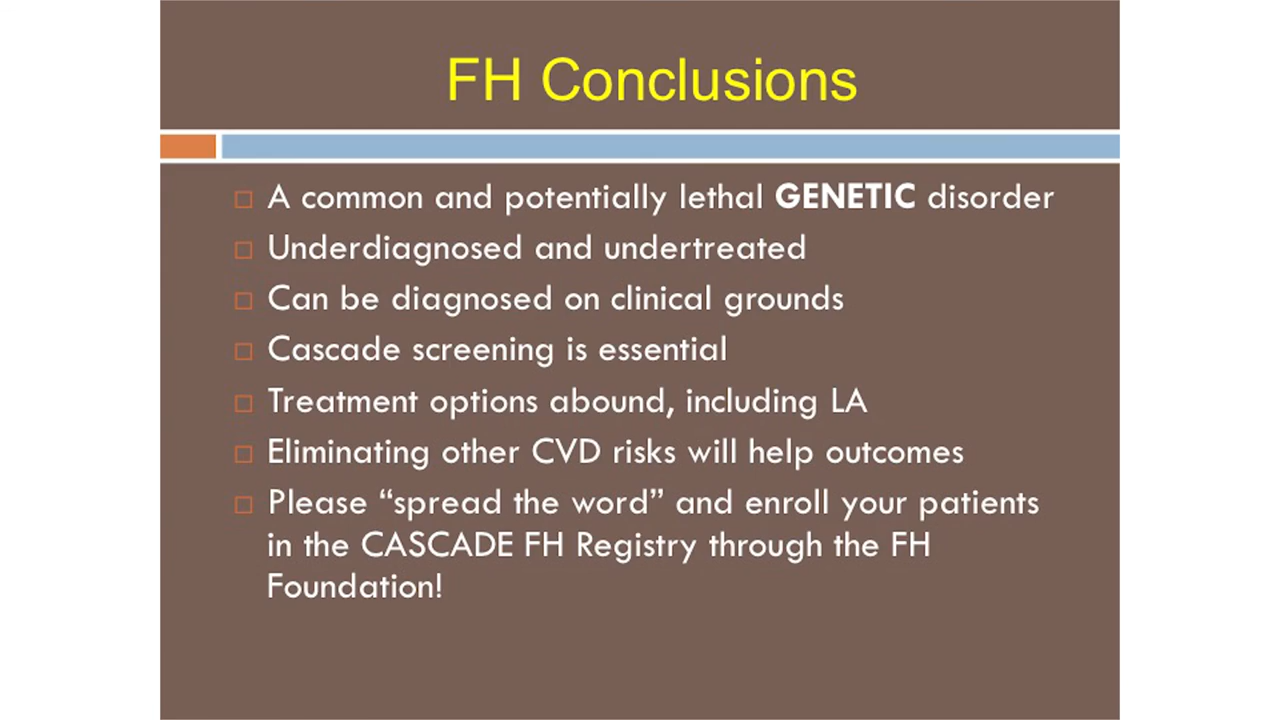 FH Conclusions
A common and potentially lethal GENETIC disorder
Underdiagnosed and undertreated
Can be diagnosed on clinical grounds
Cascade screening is essential
Treatment options abound, including LA
Eliminating other CVD risks will help outcomes
Please “spread the word” and enroll your patients
in the CASCADE FH Registry through the FH
Foundation!